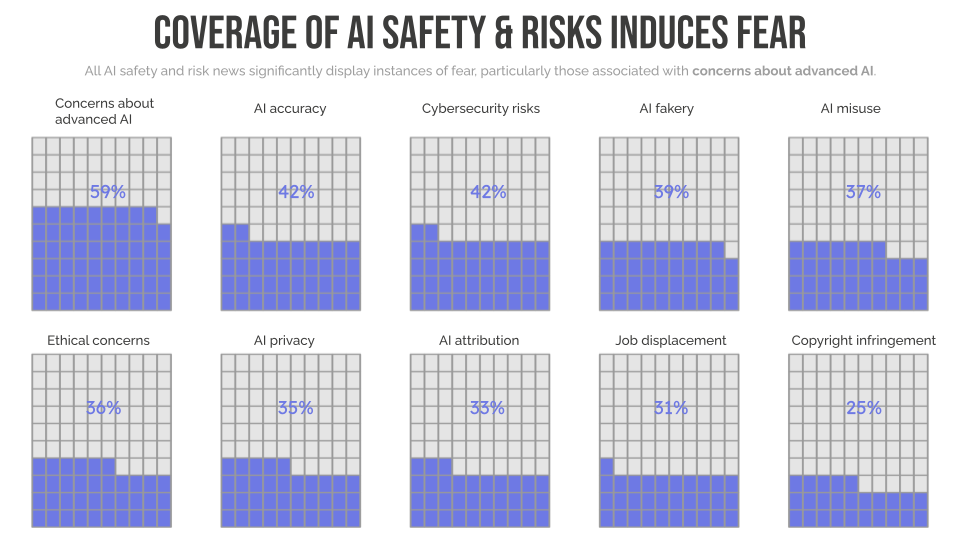 COVERAGE OF AI SAFETY & RISKS INDUCES FEAR
All AI safety and risk news significantly display instances of fear, particularly those associated with concerns about advanced AI.
Concerns about
advanced AI
AI accuracy
Cybersecurity risks
AI fakery
AI misuse
59%
42%
42%
39%
37%
Ethical concerns
AI privacy
AI attribution
Job displacement
Copyright infringement
36%
35%
33%
31%
25%